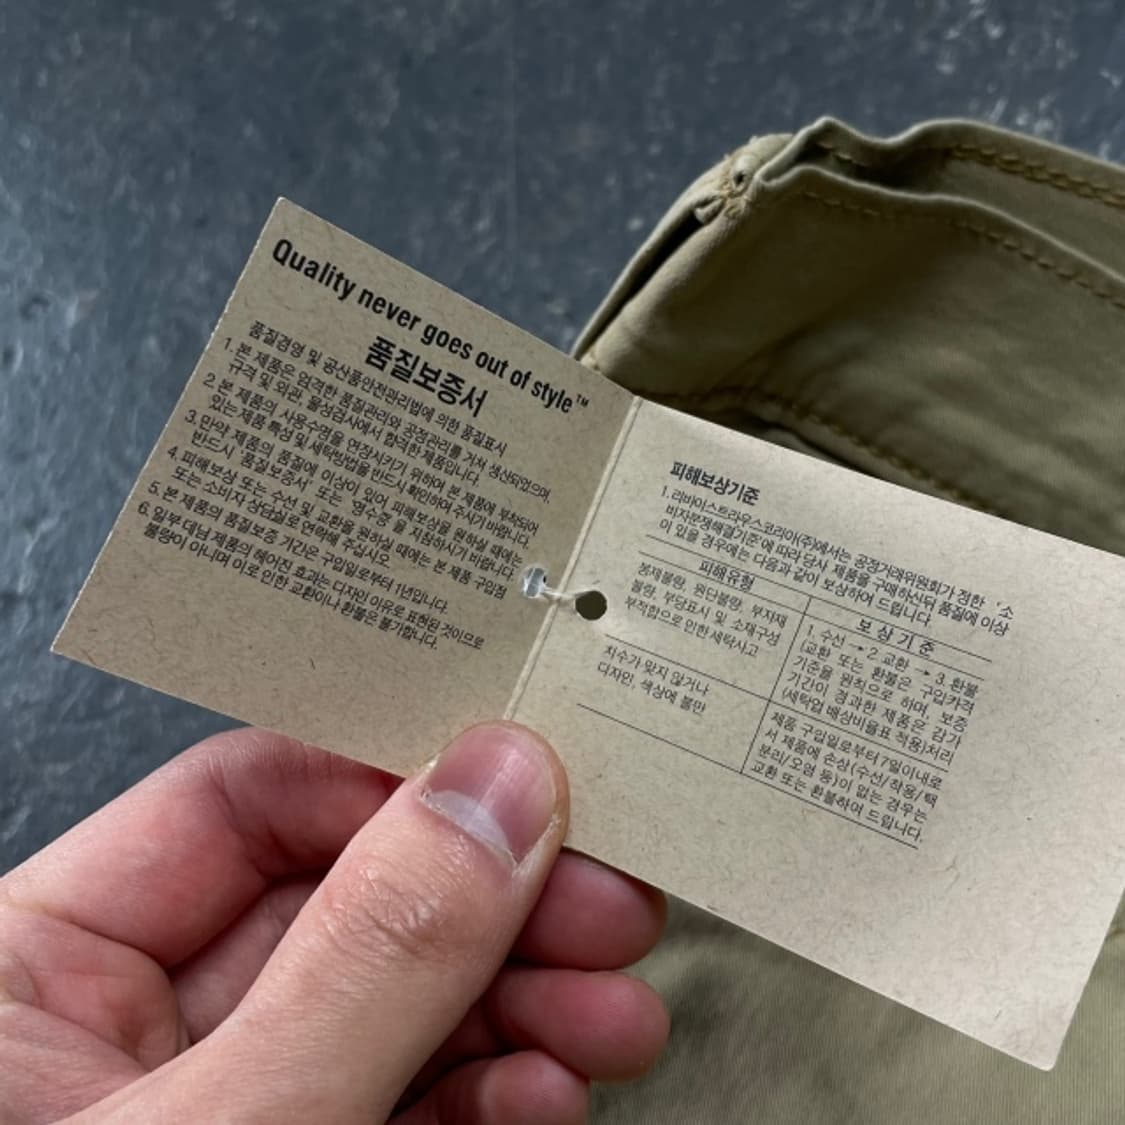 Quality never goes out of style™
품질보증서
품질경영 및 공산품안전관리법에 의한 품질표시
1. 본 제품은 엄격한 품질관리와 공정관리를 거쳐 생산되었으며,
규격 및 외관, 물성검사에서 합격한 제품입니다.
2. 본 제품의 사용수명을 연장시키기 위하여 본 제품에 부착되어
있는 제품 특성 및 세탁방법을 반드시 확인하여 주시기 바랍니다.
3. 만약 제품의 품질에 이상이 있어 피해보상을 원하실 때에는
반드시 '품질보증서' 또는 '영수증'을 지참하시기 바랍니다.
4. 피해보상 또는 수선 및 교환을 원하실 때에는 본 제품 구입점
또는 소비자 상담실로 연락해 주십시오.
5. 본 제품의 품질보증 기간은 구입일로부터 1년입니다.
6. 일부 데님 제품의 헤어진 효과는 디자인 이유로 표현된 것이므로
불량이 아니며 이로 인한 교환이나 환불은 불가합니다.
피해보상기준
1. 리바이스트라우스코리아(주)에서는 공정거래위원회가 정한 '소
비자분쟁해결기준'에 따라 당사 제품을 구매하신뒤 품질에 이상
이 있을 경우에는 다음과 같이 보상하여 드립니다.
피해유형
보상기준
봉제불량, 원단불량, 부자재
불량, 부당표시 및 소재구성
부적합으로 인한 세탁사고
1. 수선 → 2. 교환 → 3. 환불
(교환 또는 환불은 구입가격
기준을 원칙으로 하며, 보증
기간이 경과한 제품은 감가
(세탁업 배상비율표 적용)처리
치수가 맞지 않거나
디자인, 색상에 불만
제품 구입일로부터 7일이내로
서 제품에 손상(수선/착용/택
분리/오염 등)이 없는 경우는
교환 또는 환불하여 드립니다.